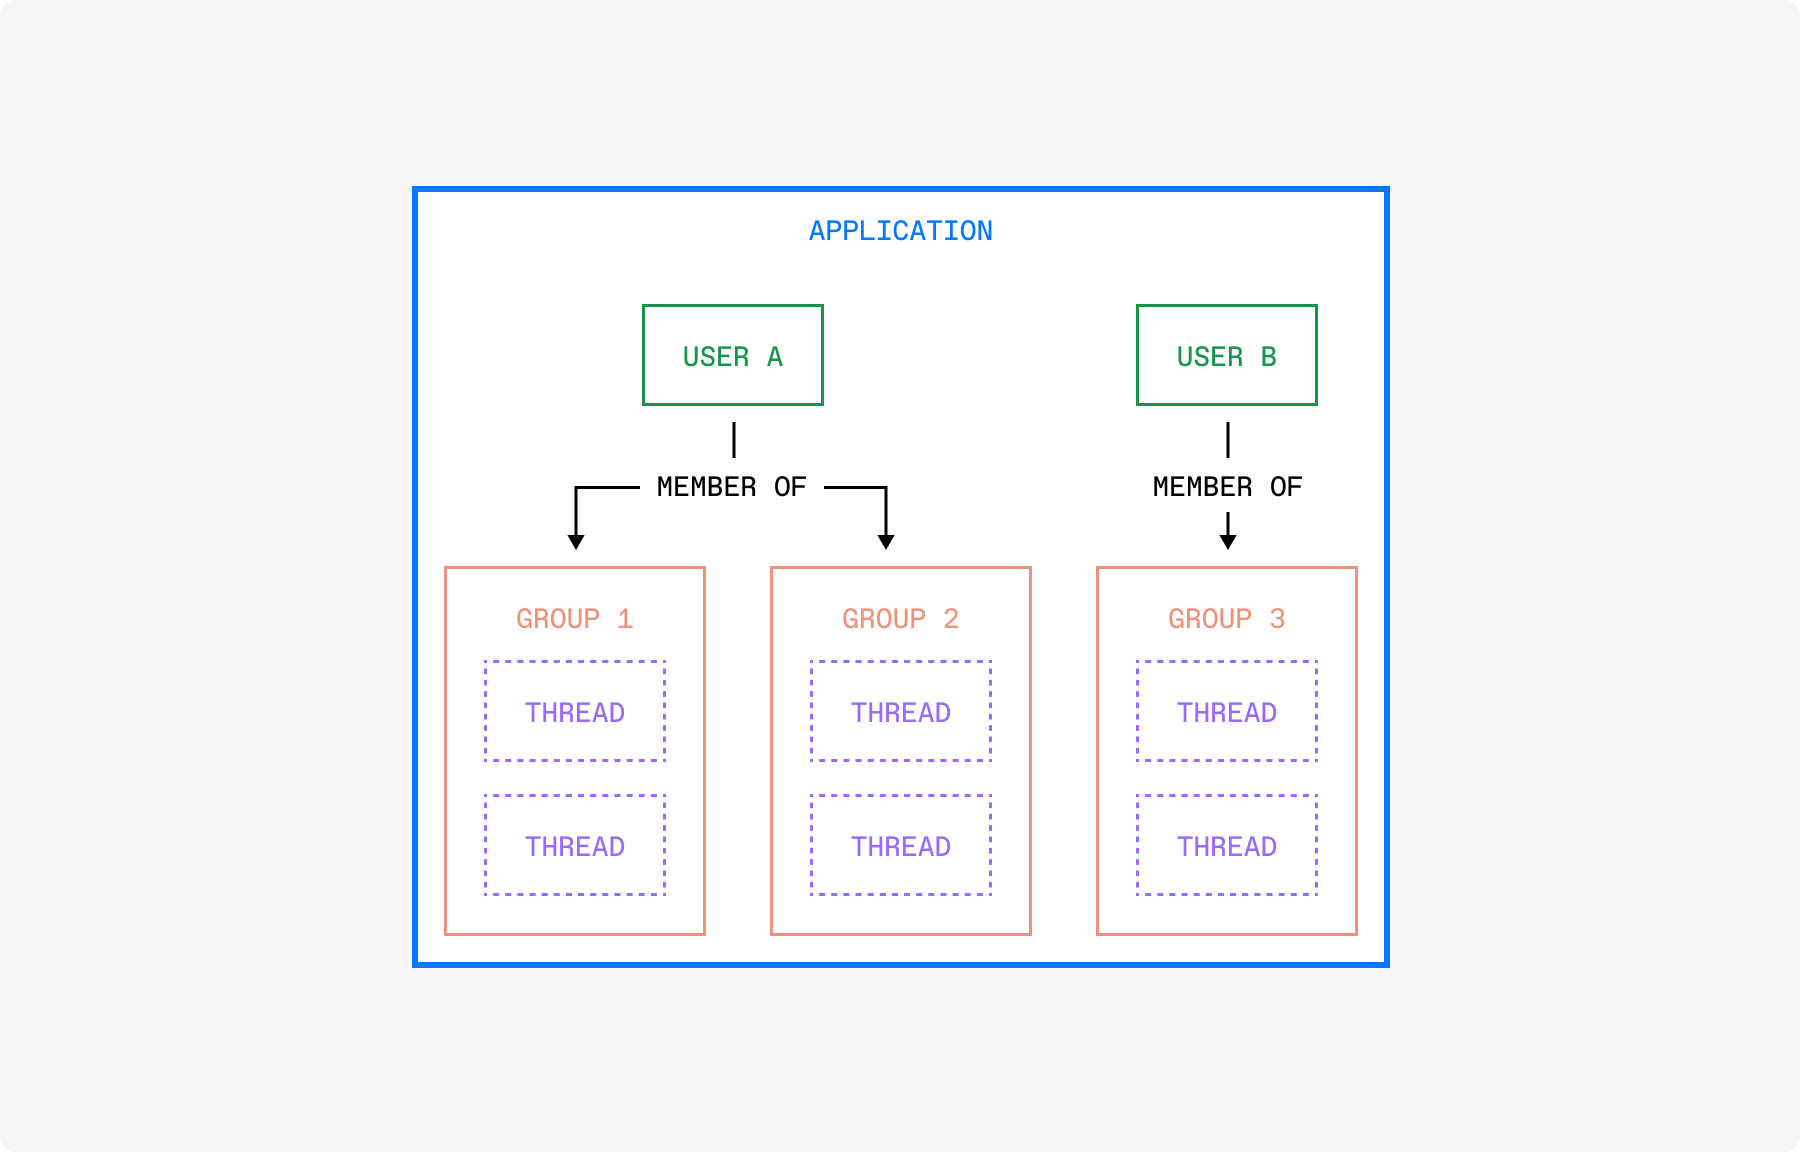 APPLICATION
USER A
USER B
MEMBER OF
MEMBER OF
GROUP 1
GROUP 2
GROUP 3
THREAD
THREAD
THREAD
THREAD
THREAD
THREAD